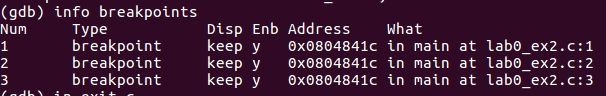 (gdb) info breakpoints
Num     Type           Disp Enb Address    What
1       breakpoint     keep y   0x0804841c in main at lab0_ex2.c:1
2       breakpoint     keep y   0x0804841c in main at lab0_ex2.c:2
3       breakpoint     keep y   0x0804841c in main at lab0_ex2.c:3